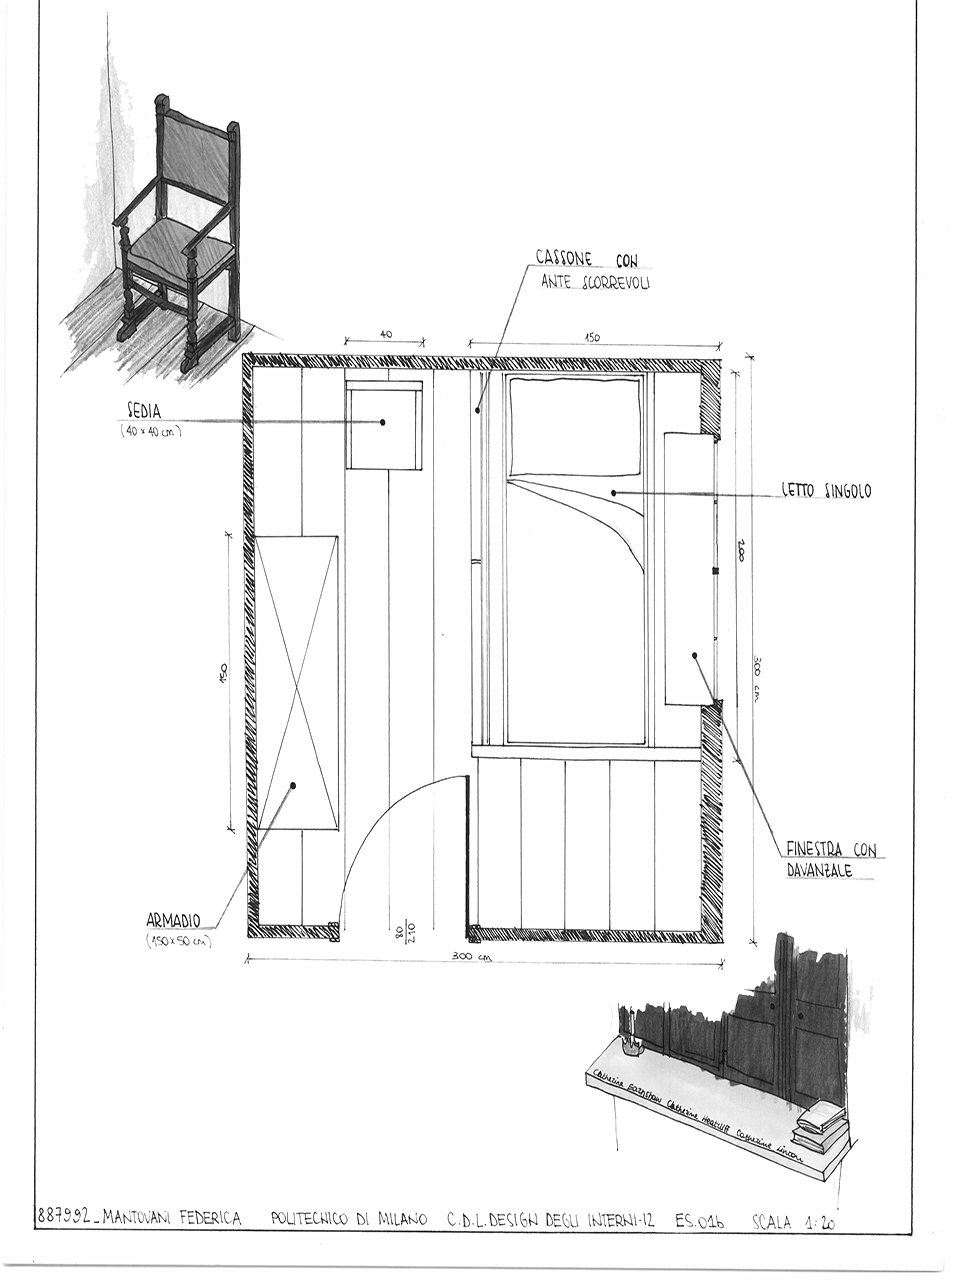 CASSONE CON
ANTE SCORREVOLI
40
150
SEDIA
(40 x 40 cm)
LETTO SINGOLO
200
150
300 cm
FINESTRA CON
DAVANZALE
ARMADIO
(150 x 50 cm)
80
210
300 cm
Catherine Earnshaw Catherine Heathcliff Catherine Linton
887992_MANTOVANI FEDERICA POLITECNICO DI MILANO C.D.L.DESIGN DEGLI INTERNI-I2 ES.01b SCALA 1:20